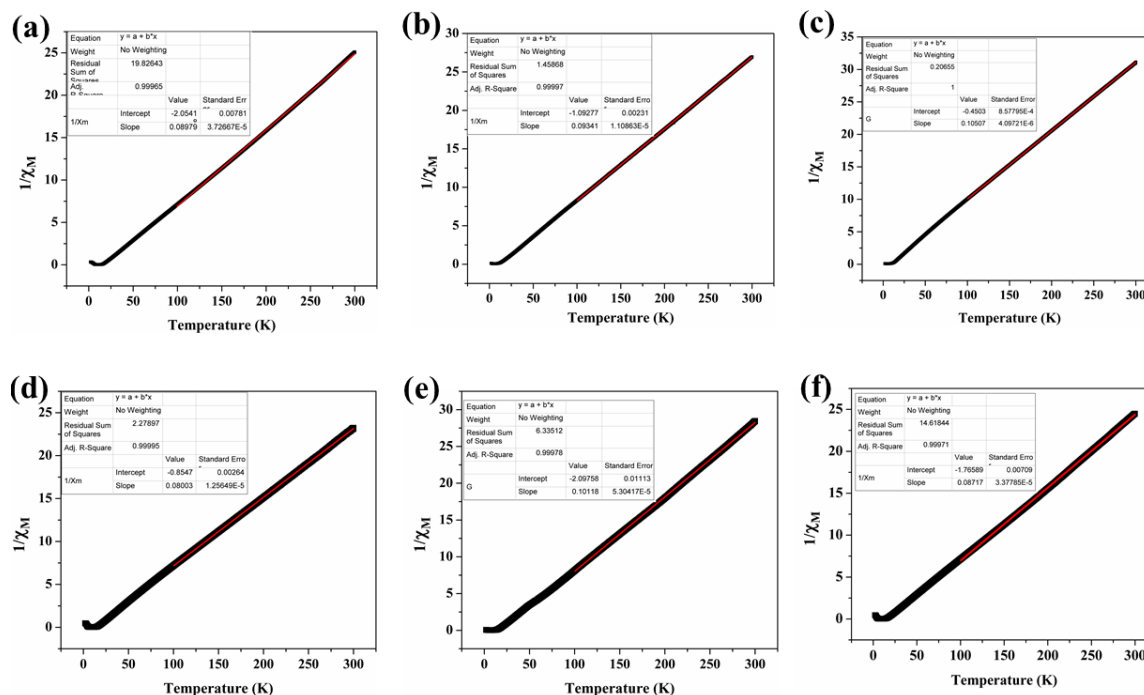 (a)
Equation y = a + b*x
Weight No Weighting
Residual Sum of Squares 19.82643
Adj. R-Square 0.99965
Value Standard Err
1/Xm Intercept -2.0541 0.00781
Slope 0.08979 3.72667E-5
25
20
15
10
5
0
1/χM
0 50 100 150 200 250 300
Temperature (K)
(b)
Equation y = a + b*x
Weight No Weighting
Residual Sum
of Squares 1.45868
Adj. R-Square 0.99997
Value Standard Erro
1/Xm Intercept -1.09277 0.00231
Slope 0.09341 1.10863E-5
30
25
20
15
10
5
0
1/χM
0 50 100 150 200 250 300
Temperature (K)
(c)
Equation y = a + b*x
Weight No Weighting
Residual Sum
of Squares 0.20655
Adj. R-Square 1
Value Standard Erro
G Intercept -0.4503 8.57795E-4
Slope 0.10507 4.09721E-6
35
30
25
20
15
10
5
0
1/χM
0 50 100 150 200 250 300
Temperature (K)
(d)
Equation y = a + b*x
Weight No Weighting
Residual Sum
of Squares 2.27897
Adj. R-Square 0.99995
Value Standard Erro
1/Xm Intercept -0.8547 0.00264
Slope 0.08003 1.25649E-5
25
20
15
10
5
0
1/χM
0 50 100 150 200 250 300
Temperature (K)
(e)
Equation y = a + b*x
Weight No Weighting
Residual Sum
of Squares 6.33512
Adj. R-Square 0.99978
Value Standard Error
G Intercept -2.09758 0.01113
Slope 0.10118 5.30417E-5
30
25
20
15
10
5
0
1/χM
0 50 100 150 200 250 300
Temperature (K)
(f)
Equation y = a + b*x
Weight No Weighting
Residual Sum
of Squares 14.61844
Adj. R-Square 0.99971
Value Standard Erro
1/Xm Intercept -1.76589 0.00709
Slope 0.08717 3.37785E-5
25
20
15
10
5
0
1/χM
0 50 100 150 200 250 300
Temperature (K)